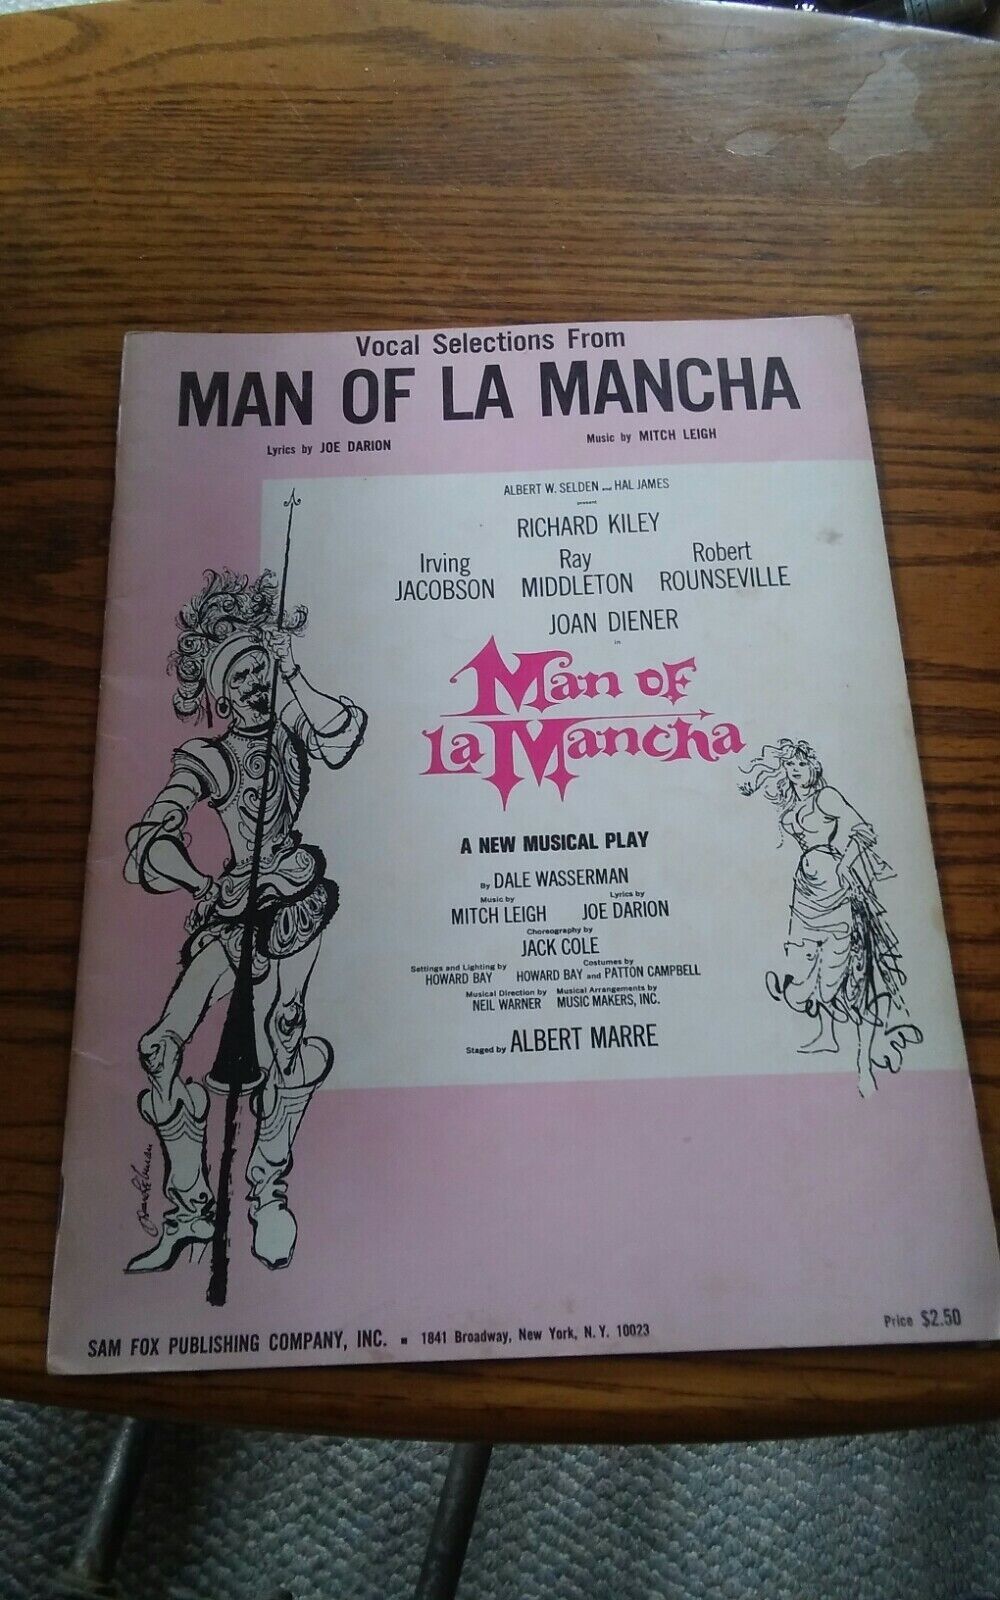 Vocal Selections From
MAN OF LA MANCHA
Lyrics by JOE DARION Music by MITCH LEIGH
ALBERT W. SELDEN and HAL JAMES
present
RICHARD KILEY
Irving Ray Robert
JACOBSON MIDDLETON ROUNSEVILLE
JOAN DIENER
in
Man of
La Mancha
A NEW MUSICAL PLAY
By DALE WASSERMAN
Music by Lyrics by
MITCH LEIGH JOE DARION
Choreography by
JACK COLE
Settings and Lighting by Costumes by
HOWARD BAY HOWARD BAY and PATTON CAMPBELL
Musical Direction by Musical Arrangements by
NEIL WARNER MUSIC MAKERS, INC.
Staged by ALBERT MARRE
Price $2.50
SAM FOX PUBLISHING COMPANY, INC. ▪ 1841 Broadway, New York, N. Y. 10023